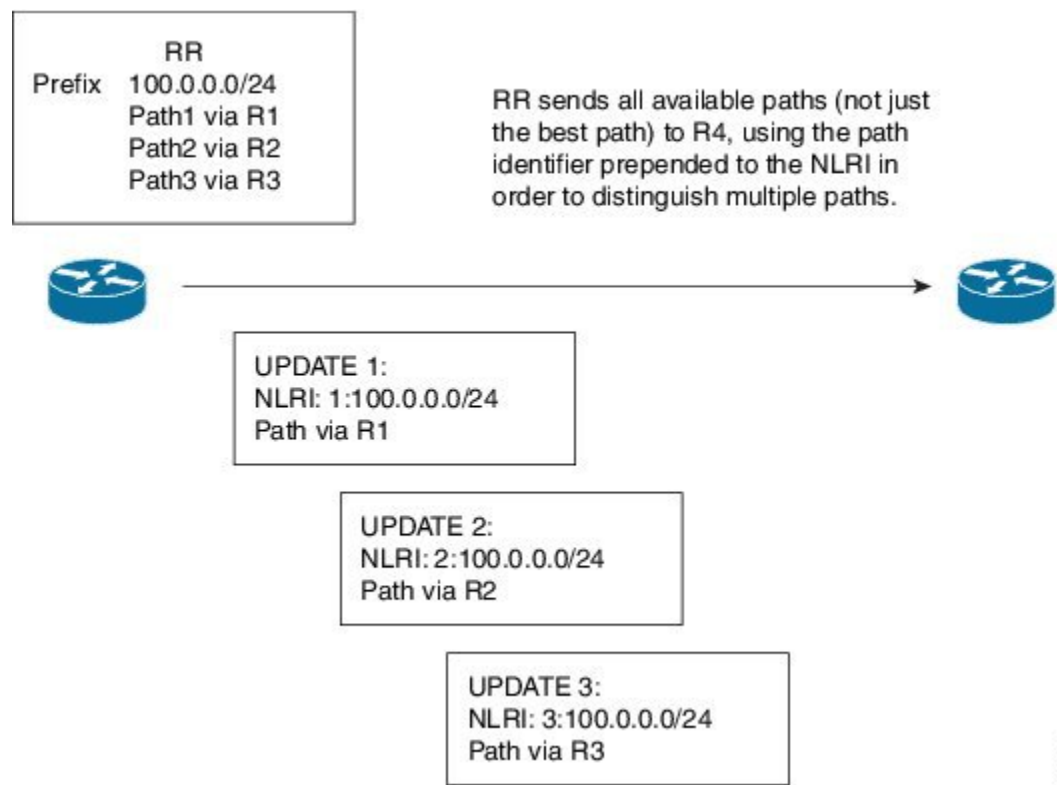 RR
Prefix 100.0.0.0/24
Path1 via R1
Path2 via R2
Path3 via R3
RR sends all available paths (not just
the best path) to R4, using the path
identifier prepended to the NLRI in
order to distinguish multiple paths.
UPDATE 1:
NLRI: 1:100.0.0.0/24
Path via R1
UPDATE 2:
NLRI: 2:100.0.0.0/24
Path via R2
UPDATE 3:
NLRI: 3:100.0.0.0/24
Path via R3